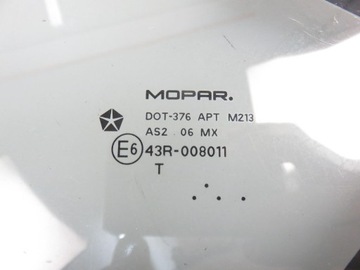 MOPAR.
DOT-376 APT M213
AS2 06 MX
E6 43R-008011
T